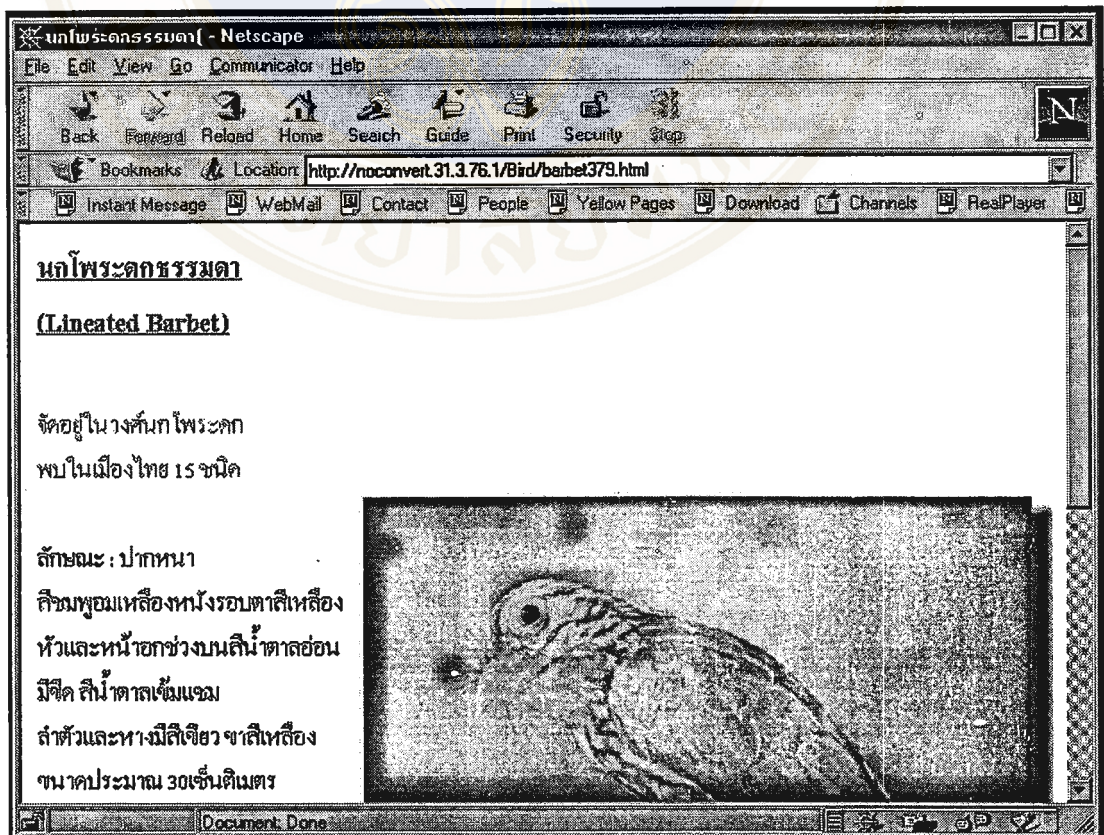 นกโพระดกธรรมดา( - Netscape
File Edit View Go Communicator Help
Back Forward Reload Home Search Guide Print Security Stop
N
Bookmarks Location: http://noconvert.31.3.76.1/Bird/barbet379.html
Instant Message WebMail Contact People Yellow Pages Download Channels RealPlayer
นกโพระดกธรรมดา
(Lineated Barbet)
จัดอยู่ในวงศ์นกโพระดก
พบในเมืองไทย 15 ชนิด
ลักษณะ : ปากหนา
สีชมพูอมเหลืองหนังรอบตาสีเหลือง
หัวและหน้าอกช่วงบนสีน้ำตาลอ่อน
มีขีด สีน้ำตาลเข้มแซม
ลำตัวและหางมีสีเขียว ขาสีเหลือง
ขนาดประมาณ 30เซ็นติเมตร
Document: Done